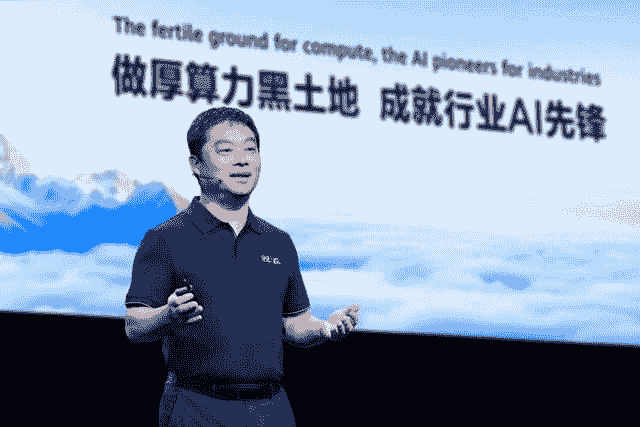 The fertile ground for compute, the AI pioneers for industries
做厚算力黑土地 成就行业AI先锋